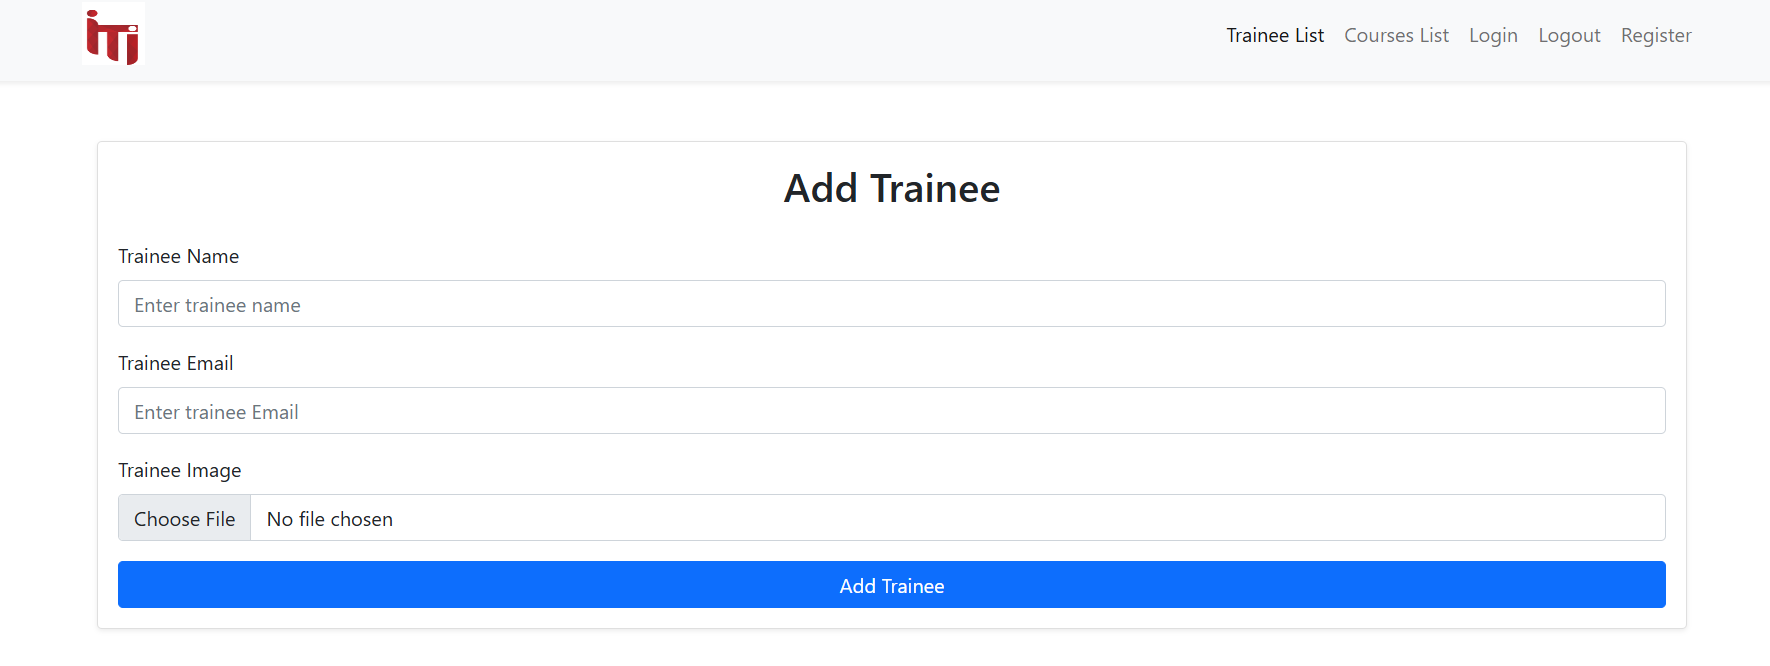 iTi
Trainee List Courses List Login Logout Register
Add Trainee
Trainee Name
Enter trainee name
Trainee Email
Enter trainee Email
Trainee Image
Choose File No file chosen
Add Trainee